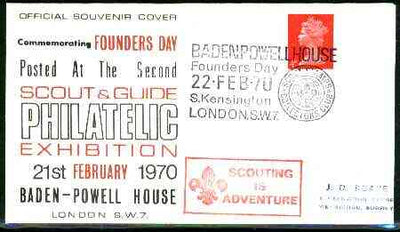 OFFICIAL SOUVENIR COVER
Commemorating FOUNDERS DAY
Posted At The Second
SCOUT & GUIDE
PHILATELIC
EXHIBITION
21st FEBRUARY 1970
BADEN-POWELL HOUSE
LONDON S.W.7.
BADEN POWELL HOUSE
Founders Day
22·FEB·70
S. Kensington
LONDON. S.W.7.
SCOUTING
IS
ADVENTURE
J. D.